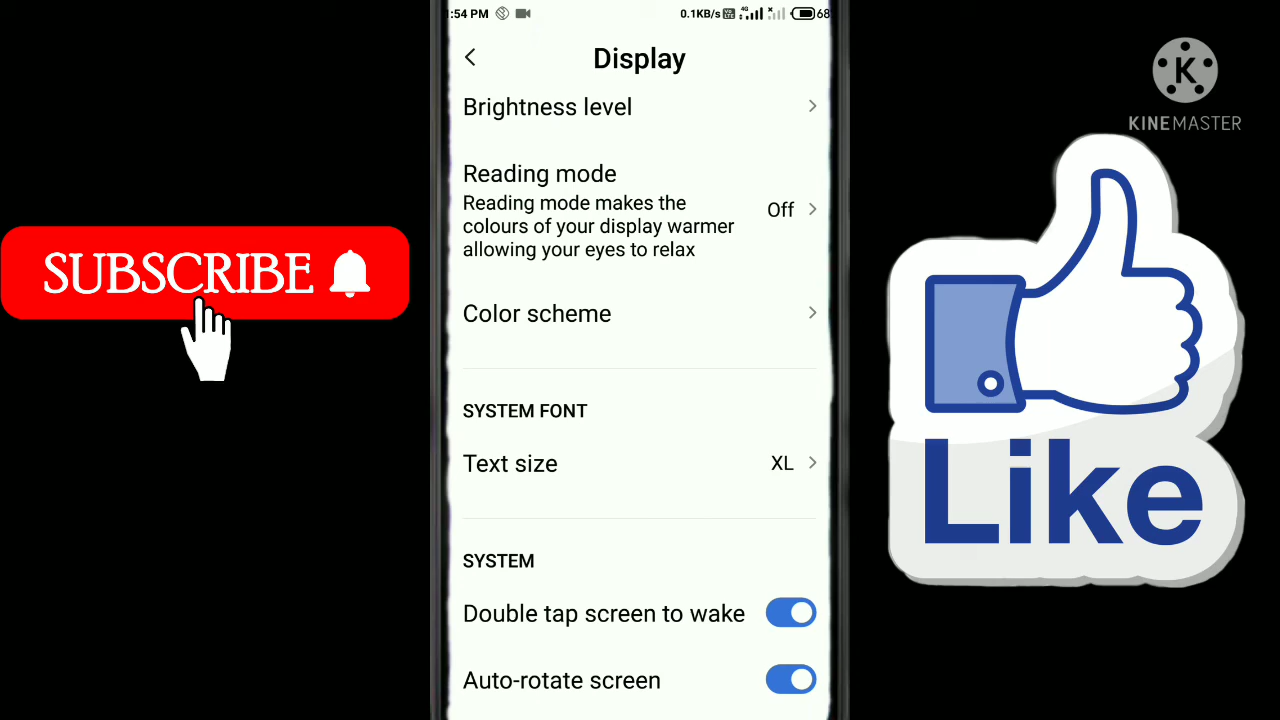 :54 PM
0.1KB/s
4G
68
Display
Brightness level
Reading mode
Reading mode makes the
colours of your display warmer
allowing your eyes to relax
Off
Color scheme
SYSTEM FONT
Text size
XL
SYSTEM
Double tap screen to wake
Auto-rotate screen
SUBSCRIBE
K
KINEMASTER
Like